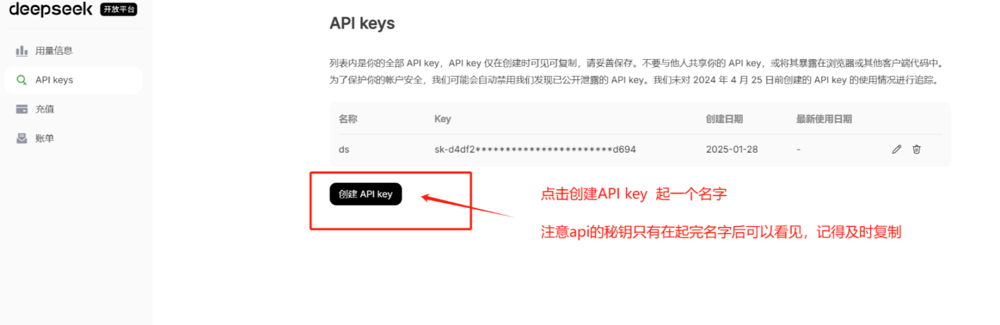 deepseek 开放平台
用量信息
API keys
充值
账单
API keys
列表内是你的全部 API key，API key 仅在创建时可见可复制，请妥善保存。不要与他人共享你的 API key，或将其暴露在浏览器或其他客户端代码中。
为了保护你的帐户安全，我们可能会自动禁用我们发现已公开泄露的 API key。我们未对 2024 年 4 月 25 日前创建的 API key 的使用情况进行追踪。
名称 Key 创建日期 最新使用日期
ds sk-d4df2***********************d694 2025-01-28 -
创建 API key
点击创建API key 起一个名字
注意api的秘钥只有在起完名字后可以看见，记得及时复制